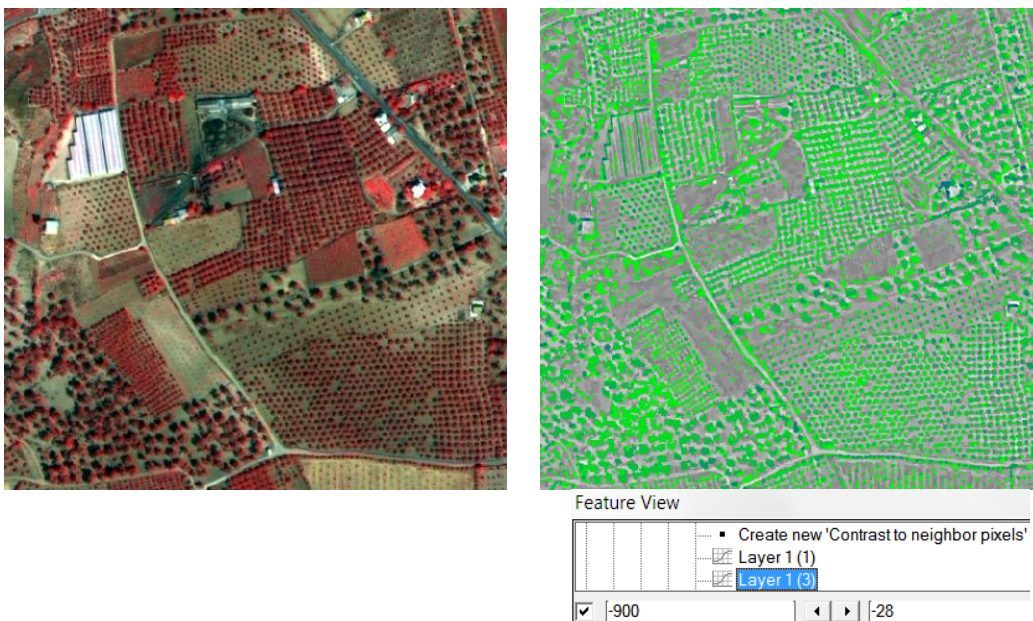 Feature View
Create new 'Contrast to neighbor pixels'
Layer 1 (1)
Layer 1 (3)
-900 -28